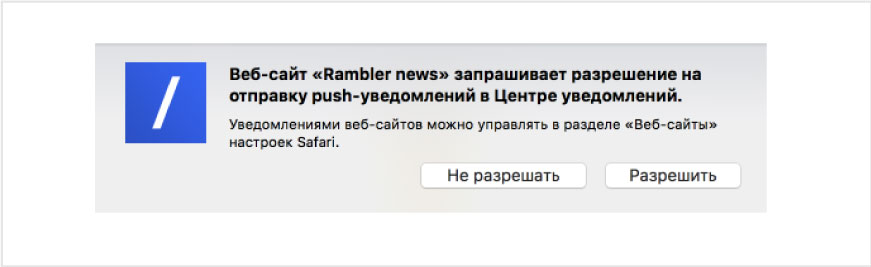 Веб-сайт «Rambler news» запрашивает разрешение на
отправку push-уведомлений в Центре уведомлений.
Уведомлениями веб-сайтов можно управлять в разделе «Веб-сайты»
настроек Safari.
Не разрешать Разрешить